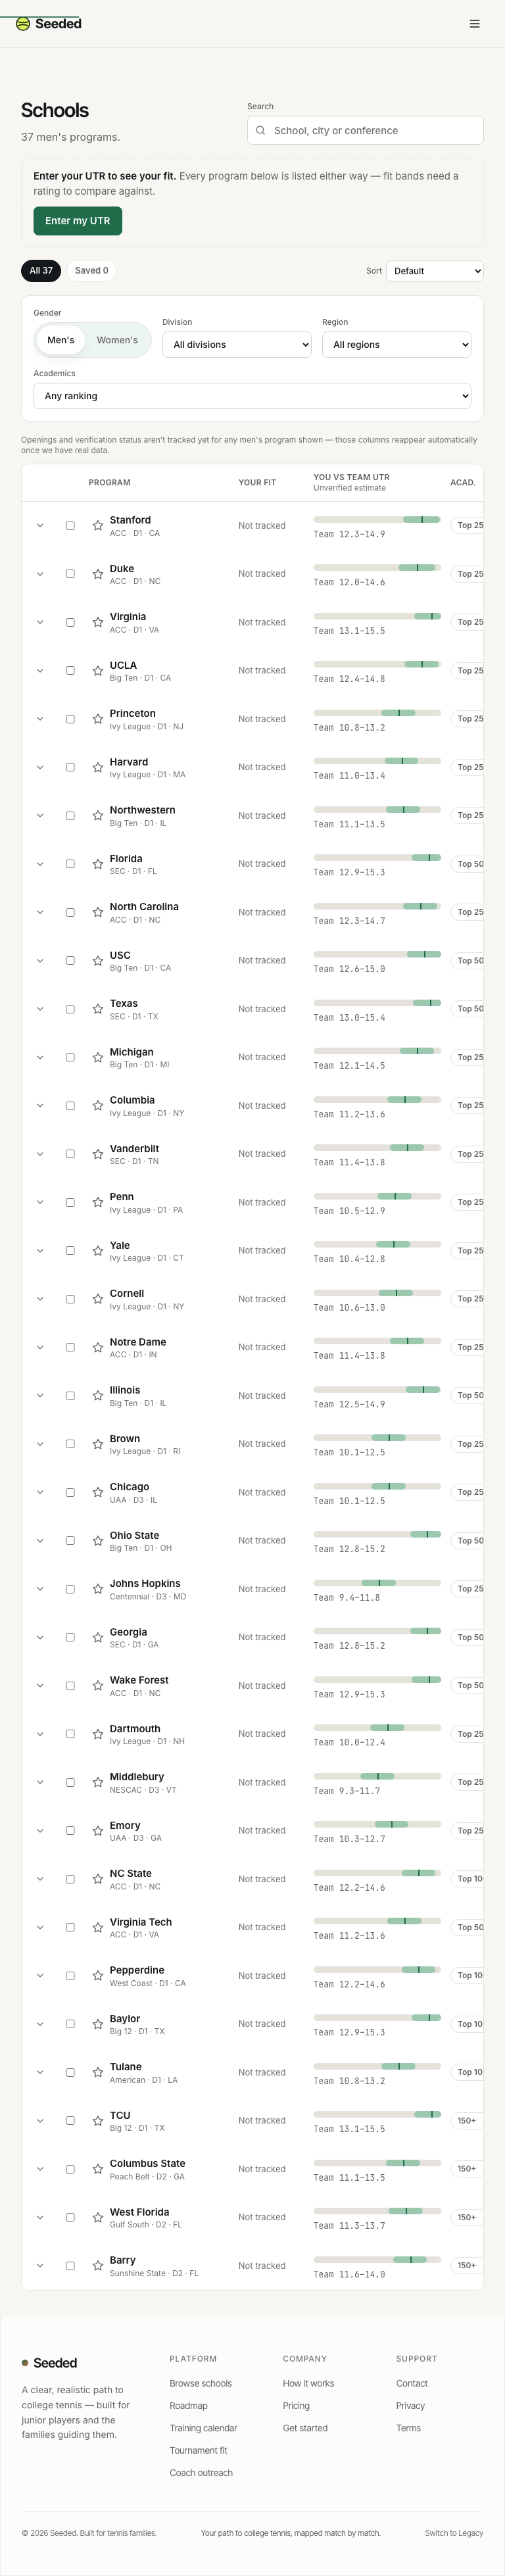 Seeded
Schools
37 men's programs.
Search
School, city or conference
Enter your UTR to see your fit. Every program below is listed either way — fit bands need a
rating to compare against.
Enter my UTR
All 37
Saved 0
Sort
Default
Gender
Men's
Women's
Division
All divisions
Region
All regions
Academics
Any ranking
Openings and verification status aren't tracked yet for any men's program shown — those columns reappear automatically
once we have real data.
PROGRAM
YOUR FIT
YOU VS TEAM UTR
Unverified estimate
ACAD.
Stanford
ACC · D1 · CA
Not tracked
Team 12.3–14.9
Top 25
Duke
ACC · D1 · NC
Not tracked
Team 12.0–14.6
Top 25
Virginia
ACC · D1 · VA
Not tracked
Team 13.1–15.5
Top 25
UCLA
Big Ten · D1 · CA
Not tracked
Team 12.4–14.8
Top 25
Princeton
Ivy League · D1 · NJ
Not tracked
Team 10.8–13.2
Top 25
Harvard
Ivy League · D1 · MA
Not tracked
Team 11.0–13.4
Top 25
Northwestern
Big Ten · D1 · IL
Not tracked
Team 11.1–13.5
Top 25
Florida
SEC · D1 · FL
Not tracked
Team 12.9–15.3
Top 50
North Carolina
ACC · D1 · NC
Not tracked
Team 12.3–14.7
Top 25
USC
Big Ten · D1 · CA
Not tracked
Team 12.6–15.0
Top 50
Texas
SEC · D1 · TX
Not tracked
Team 13.0–15.4
Top 50
Michigan
Big Ten · D1 · MI
Not tracked
Team 12.1–14.5
Top 25
Columbia
Ivy League · D1 · NY
Not tracked
Team 11.2–13.6
Top 25
Vanderbilt
SEC · D1 · TN
Not tracked
Team 11.4–13.8
Top 25
Penn
Ivy League · D1 · PA
Not tracked
Team 10.5–12.9
Top 25
Yale
Ivy League · D1 · CT
Not tracked
Team 10.4–12.8
Top 25
Cornell
Ivy League · D1 · NY
Not tracked
Team 10.6–13.0
Top 25
Notre Dame
ACC · D1 · IN
Not tracked
Team 11.4–13.8
Top 25
Illinois
Big Ten · D1 · IL
Not tracked
Team 12.5–14.9
Top 50
Brown
Ivy League · D1 · RI
Not tracked
Team 10.1–12.5
Top 25
Chicago
UAA · D3 · IL
Not tracked
Team 10.1–12.5
Top 25
Ohio State
Big Ten · D1 · OH
Not tracked
Team 12.8–15.2
Top 50
Johns Hopkins
Centennial · D3 · MD
Not tracked
Team 9.4–11.8
Top 25
Georgia
SEC · D1 · GA
Not tracked
Team 12.8–15.2
Top 50
Wake Forest
ACC · D1 · NC
Not tracked
Team 12.9–15.3
Top 50
Dartmouth
Ivy League · D1 · NH
Not tracked
Team 10.0–12.4
Top 25
Middlebury
NESCAC · D3 · VT
Not tracked
Team 9.3–11.7
Top 25
Emory
UAA · D3 · GA
Not tracked
Team 10.3–12.7
Top 25
NC State
ACC · D1 · NC
Not tracked
Team 12.2–14.6
Top 10
Virginia Tech
ACC · D1 · VA
Not tracked
Team 11.2–13.6
Top 50
Pepperdine
West Coast · D1 · CA
Not tracked
Team 12.2–14.6
Top 10
Baylor
Big 12 · D1 · TX
Not tracked
Team 12.9–15.3
Top 10
Tulane
American · D1 · LA
Not tracked
Team 10.8–13.2
Top 10
TCU
Big 12 · D1 · TX
Not tracked
Team 13.1–15.5
150+
Columbus State
Peach Belt · D2 · GA
Not tracked
Team 11.1–13.5
150+
West Florida
Gulf South · D2 · FL
Not tracked
Team 11.3–13.7
150+
Barry
Sunshine State · D2 · FL
Not tracked
Team 11.6–14.0
150+
Seeded
A clear, realistic path to
college tennis — built for
junior players and the
families guiding them.
PLATFORM
Browse schools
Roadmap
Training calendar
Tournament fit
Coach outreach
COMPANY
How it works
Pricing
Get started
SUPPORT
Contact
Privacy
Terms
© 2026 Seeded. Built for tennis families.
Your path to college tennis, mapped match by match.
Switch to Legacy